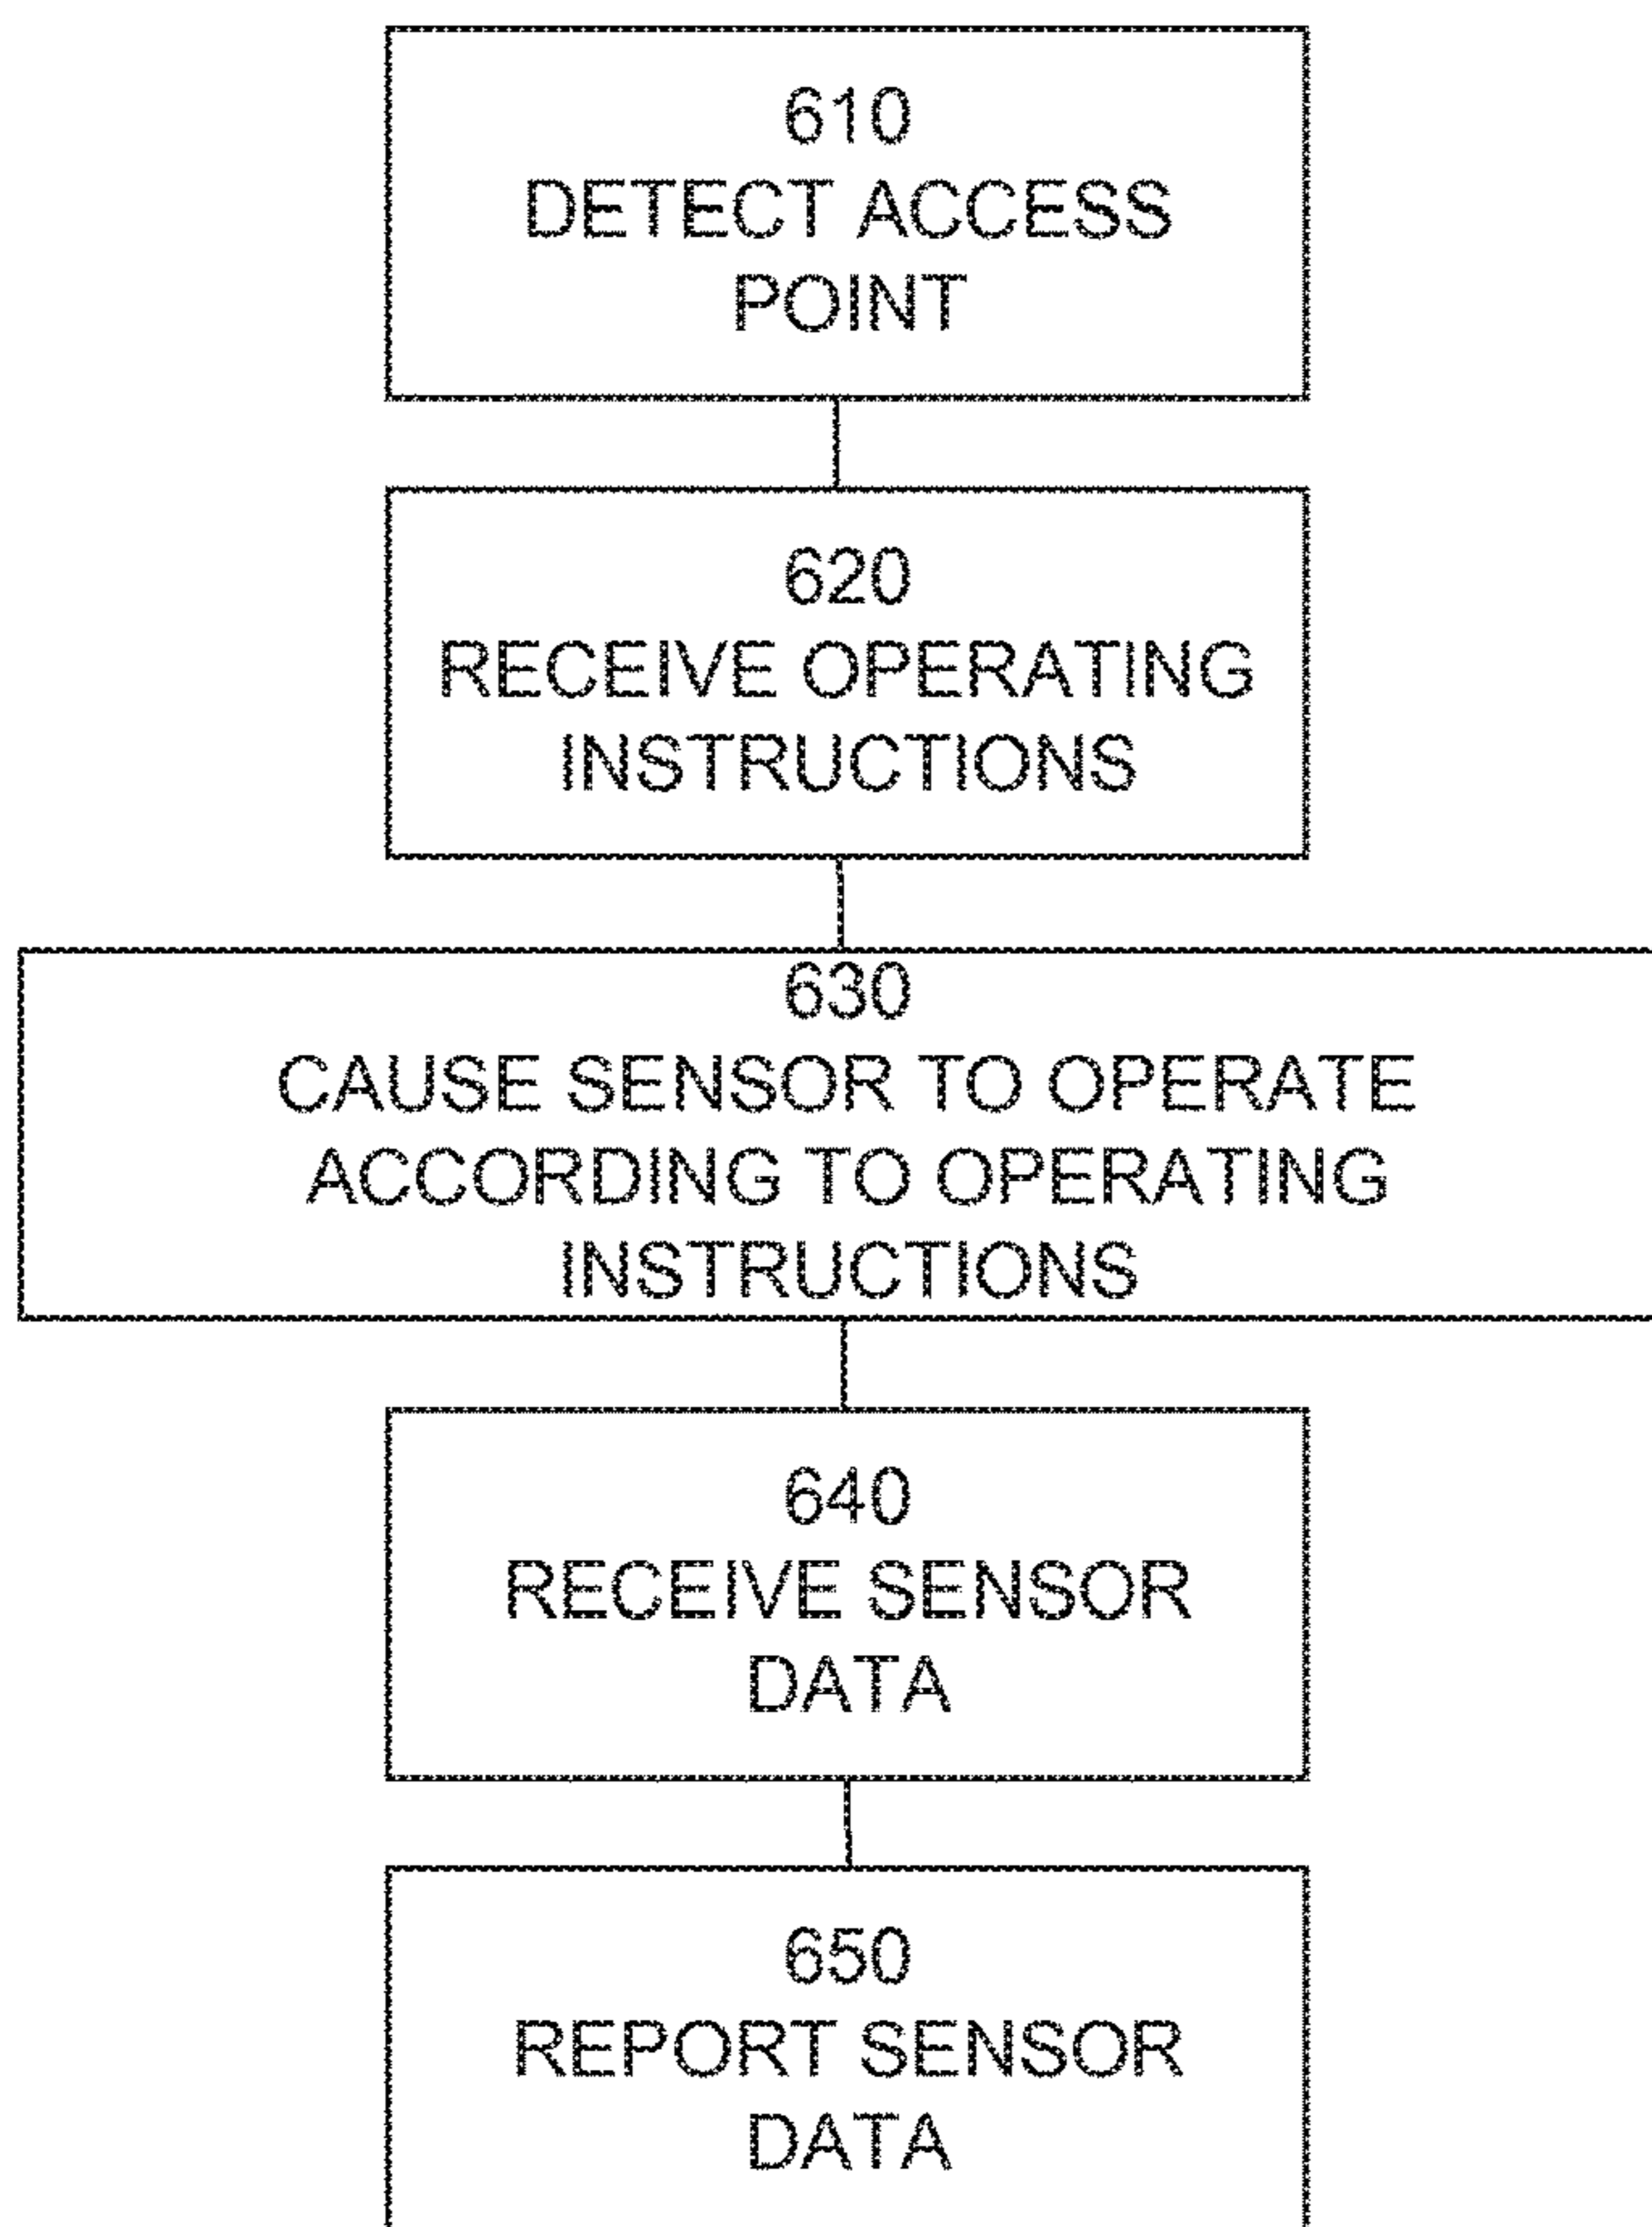 610
DETECT ACCESS
POINT
620
RECEIVE OPERATING
INSTRUCTIONS
630
CAUSE SENSOR TO OPERATE
ACCORDING TO OPERATING
INSTRUCTIONS
640
RECEIVE SENSOR
DATA
650
REPORT SENSOR
DATA